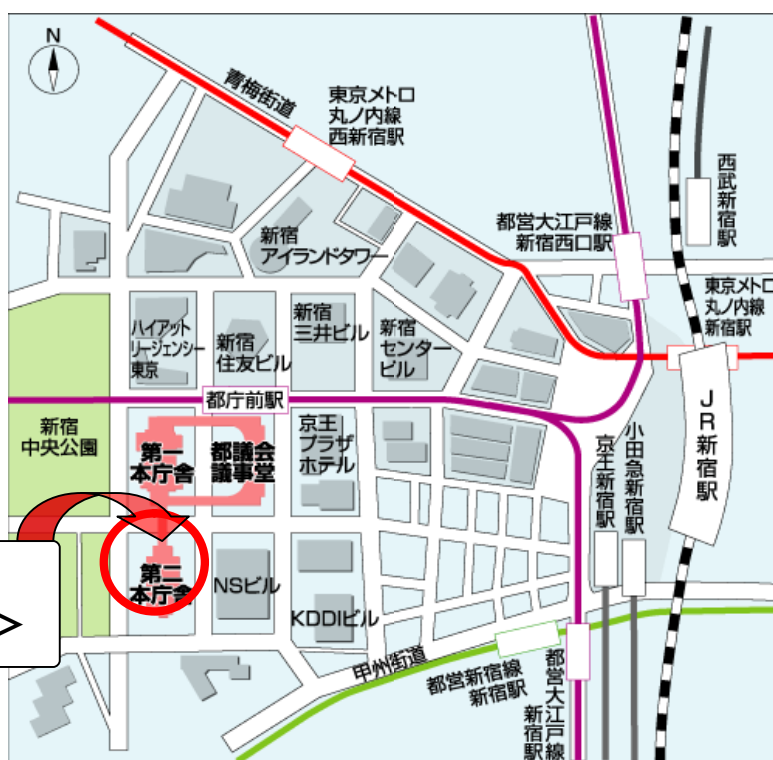 N
青梅街道
東京メトロ
丸ノ内線
西新宿駅
西武新宿駅
都営大江戸線
新宿西口駅
新宿
アイランドタワー
東京メトロ
丸ノ内線
新宿駅
ハイアット
リージェンシー
東京
新宿
住友ビル
新宿
三井ビル
新宿
センター
ビル
都庁前駅
新宿
中央公園
第一
本庁舎
都議会
議事堂
京王
プラザ
ホテル
JR新宿駅
小田急新宿駅
京王新宿駅
第二
本庁舎
NSビル
KDDIビル
>
甲州街道
都営新宿線
新宿駅
都営大江戸線
新宿駅